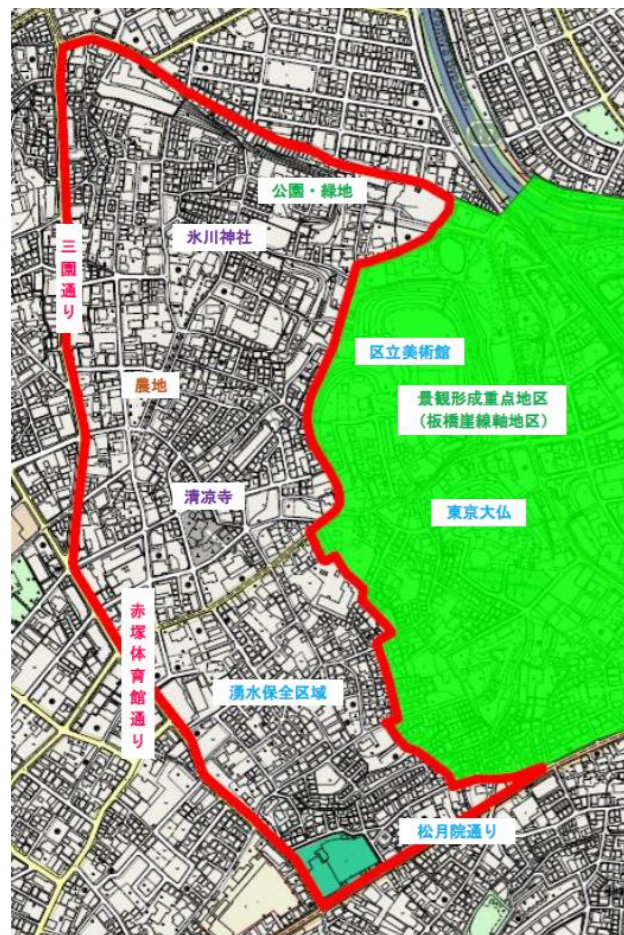 公園・緑地
氷川神社
三園通り
区立美術館
農地
景観形成重点地区
(板橋崖線軸地区)
清凉寺
東京大仏
赤塚体育館通り
湧水保全区域
松月院通り